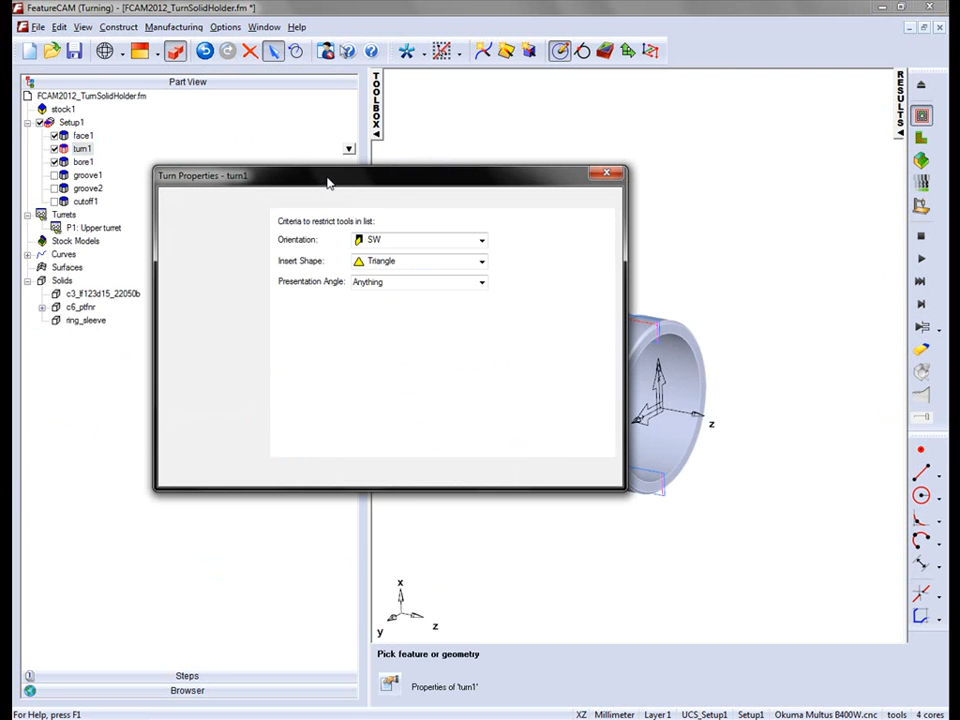 FeatureCAM (Turning) - [FCAM2012_TurnSolidHolder.fm *]
File Edit View Construct Manufacturing Options Window Help
Part View
FCAM2012_TurnSolidHolder.fm
stock1
Setup1
face1
turn1
bore1
groove1
groove2
cutoff1
Turrets
P1: Upper turret
Stock Models
Curves
Surfaces
Solids
c3_lf123d15_22050b
c6_ptfnr
ring_sleeve
Steps
Browser
TOOLBOX
RESULTS
Turn Properties - turn1
Criteria to restrict tools in list:
Orientation: SW
Insert Shape: Triangle
Presentation Angle: Anything
z
x
y
z
Pick feature or geometry
Properties of 'turn1'
For Help, press F1
XZ Millimeter Layer1 UCS_Setup1 Setup1 Okuma Multus B400W.cnc tools 4 cores